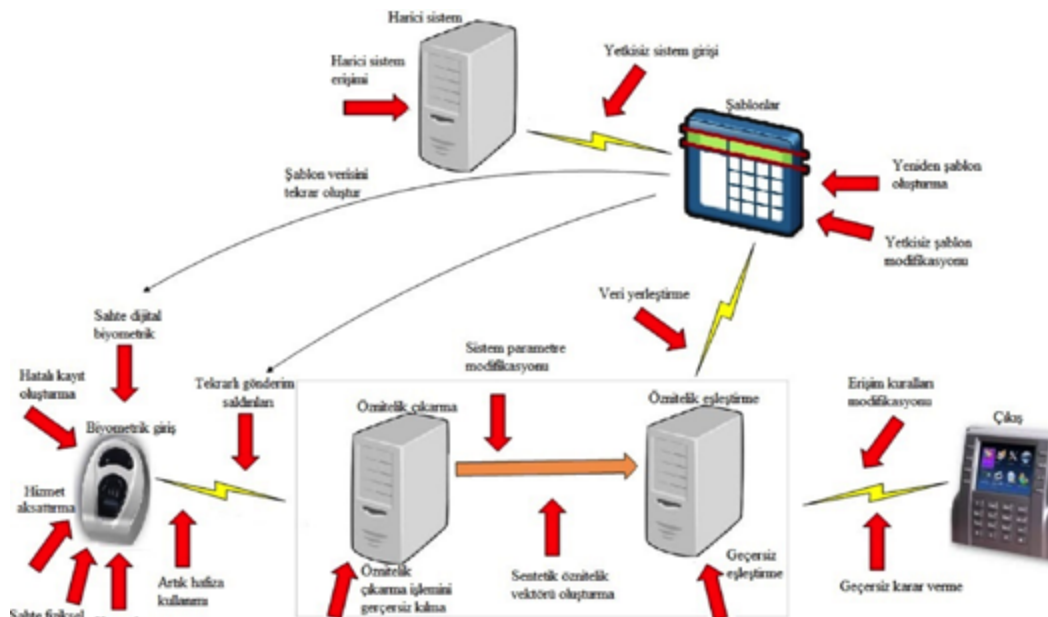 Harici sistem
Harici sistem
erişimi
Yetkisiz sistem girişi
Şablonlar
Şablon verisini
tekrar oluştur
Yeniden şablon
oluşturma
Yetkisiz şablon
modifikasyonu
Veri yerleştirme
Sahte dijital
biyometrik
Sistem parametre
modifikasyonu
Hatalı kayıt
oluşturma
Tekrarlı gönderim
saldırıları
Erişim kuralları
modifikasyonu
Biyometrik giriş
Öznitelik çıkarma
Öznitelik eşleştirme
Çıkış
Hizmet
aksattırma
Artık hafıza
kullanımı
Öznitelik
çıkarma işlemini
gerçersiz kılma
Sentetik öznitelik
vektörü oluşturma
Geçersiz
eşleştirme
Geçersiz karar verme
Sahte fiziksel